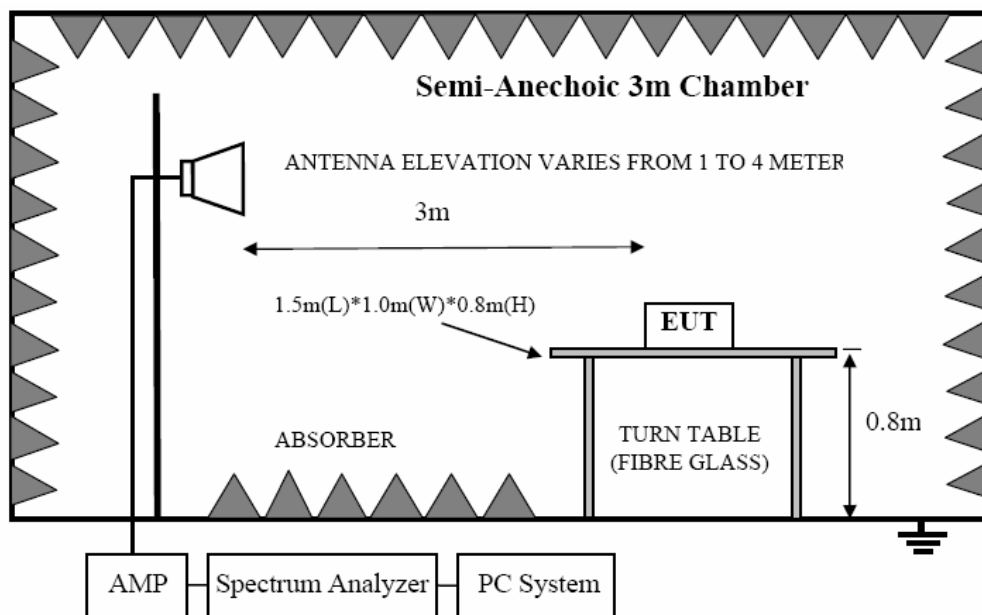 Semi-Anechoic 3m Chamber
ANTENNA ELEVATION VARIES FROM 1 TO 4 METER
3m
1.5m(L)*1.0m(W)*0.8m(H)
EUT
0.8m
ABSORBER
TURN TABLE
(FIBRE GLASS)
AMP
Spectrum Analyzer
PC System